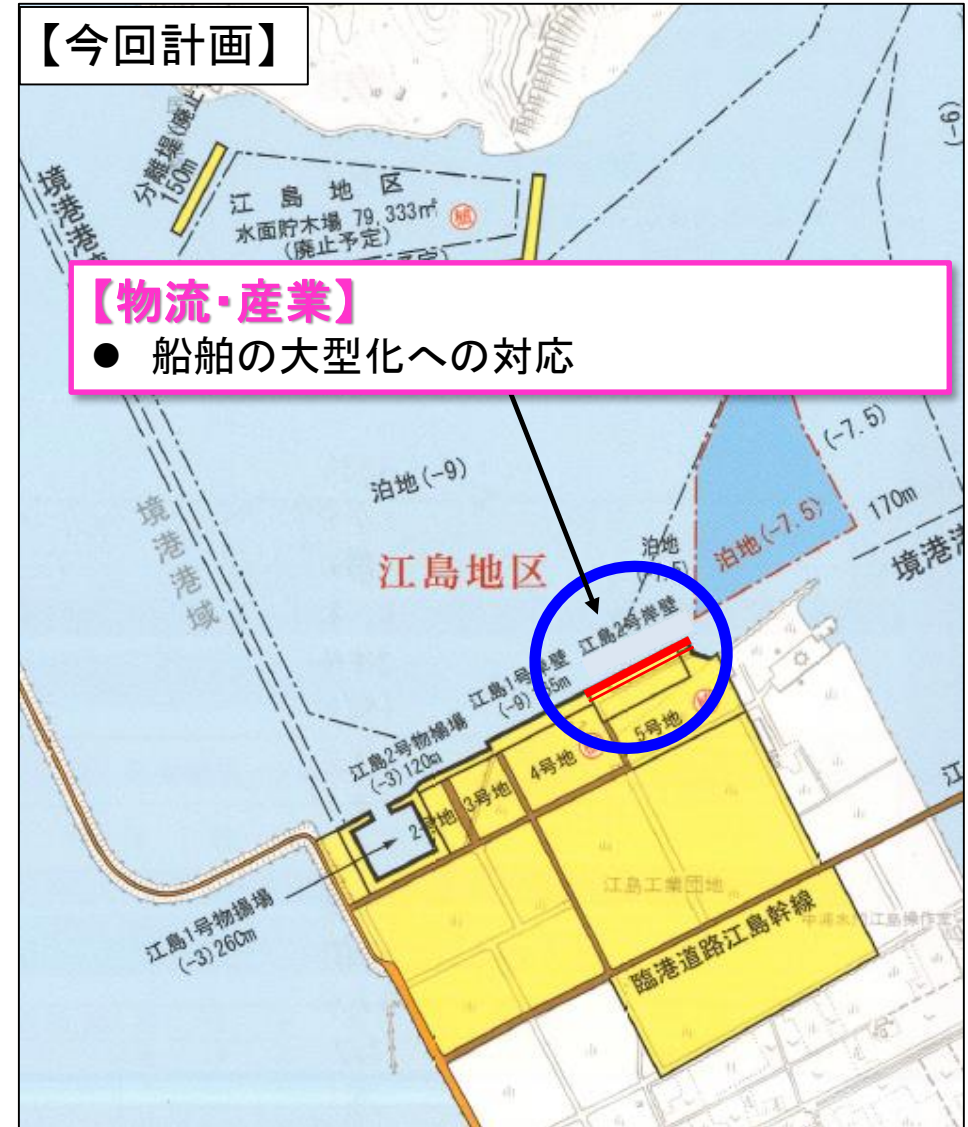 【今回計画】
分離堤(廃止
150m
江島地区
水面貯木場 79,333㎡
(廃止予定)
(-9)
境港港
【物流・産業】
● 船舶の大型化への対応
泊地(-9)
(-7.5)
泊地(-7.5)
170m
境港港域
江島地区
泊地
境港港
江島2号岸壁
江島1号岸壁
江島2号物揚場
(-3)120m
2号地
3号地
4号地
5号地
江島1号物揚場
(-3)260m
江島工業団地
臨港道路江島幹線
江